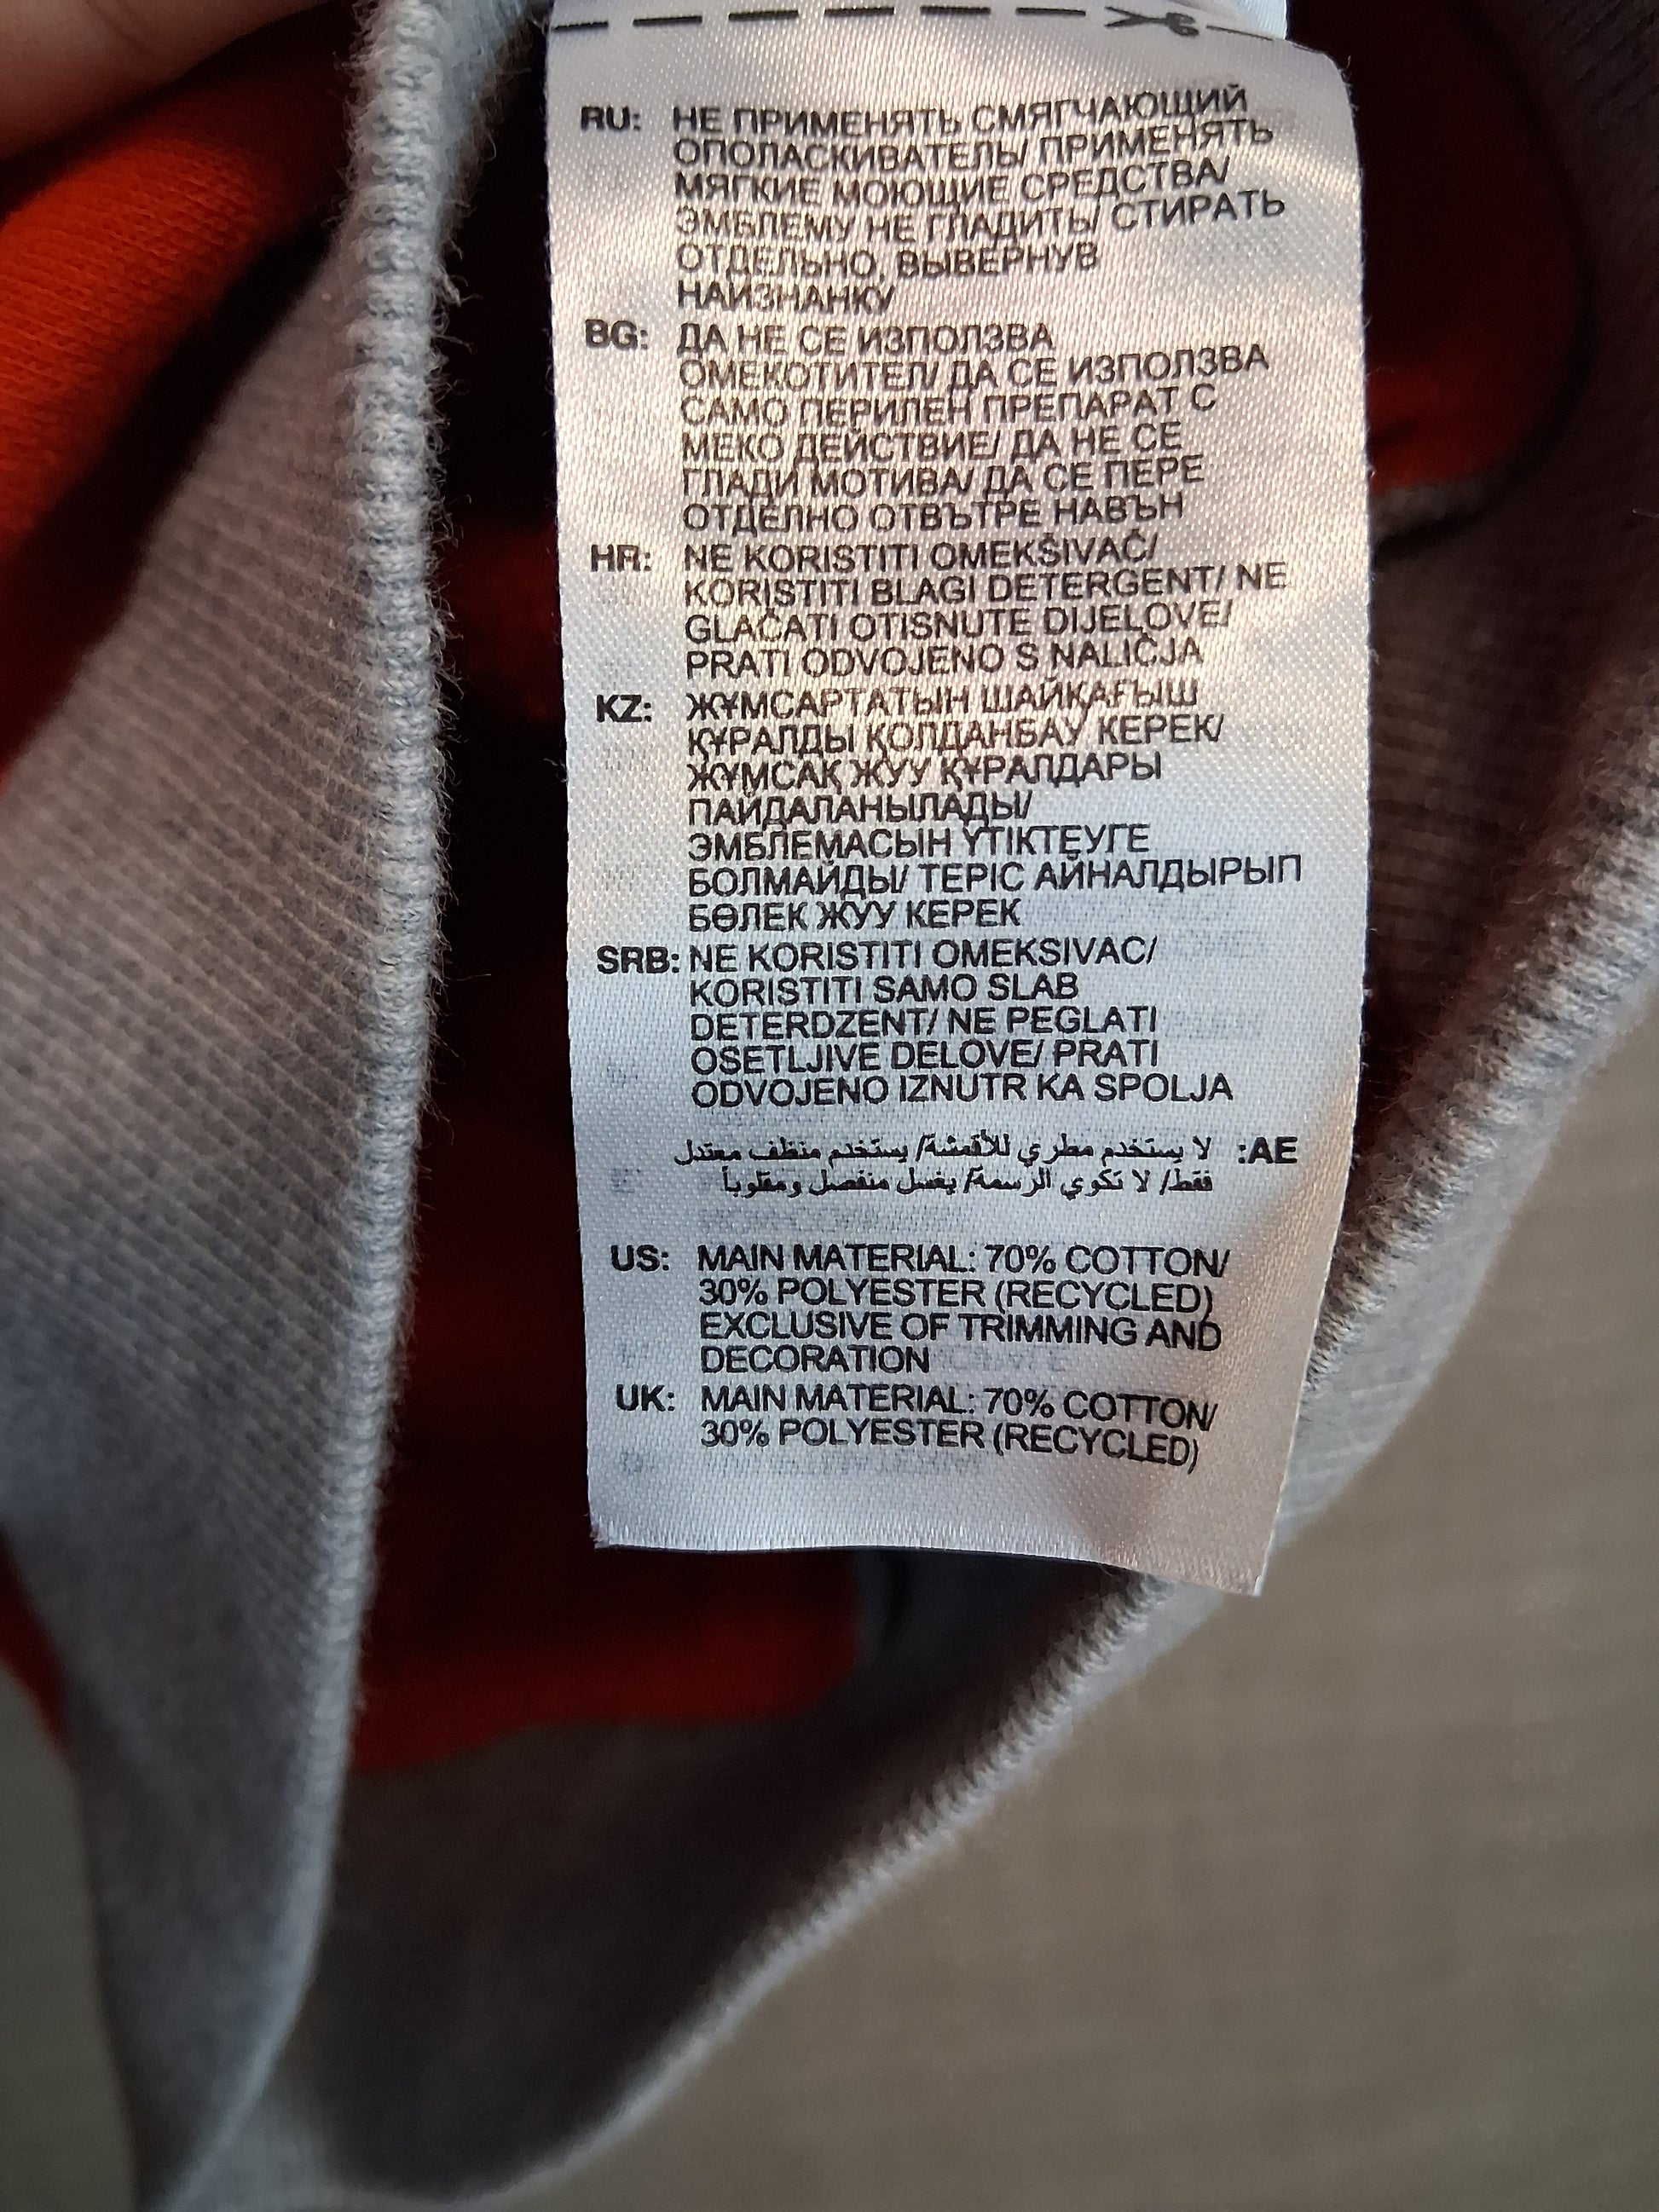 RU: НЕ ПРИМЕНЯТЬ СМЯГЧАЮЩИЙ
ОПОЛАСКИВАТЕЛЬ/ ПРИМЕНЯТЬ
МЯГКИЕ МОЮЩИЕ СРЕДСТВА/
ЭМБЛЕМУ НЕ ГЛАДИТЬ/ СТИРАТЬ
ОТДЕЛЬНО, ВЫВЕРНУВ
НАИЗНАНКУ
BG: ДА НЕ СЕ ИЗПОЛЗВА
ОМЕКОТИТЕЛ/ ДА СЕ ИЗПОЛЗВА
САМО ПЕРИЛЕН ПРЕПАРАТ С
МЕКО ДЕЙСТВИЕ/ ДА НЕ СЕ
ГЛАДИ МОТИВА/ ДА СЕ ПЕРЕ
ОТДЕЛНО ОТВЪТРЕ НАВЪН
HR: NE KORISTITI OMEKŠIVAČ/
KORISTITI BLAGI DETERGENT/ NE
GLAČATI OTISNUTE DIJELOVE/
PRATI ODVOJENO S NALIČJA
KZ: ЖҰМСАРТАТЫН ШАЙҚАҒЫШ
ҚҰРАЛДЫ ҚОЛДАНБАУ КЕРЕК/
ЖҰМСАҚ ЖУУ ҚҰРАЛДАРЫ
ПАЙДАЛАНЫЛАДЫ/
ЭМБЛЕМАСЫН ҮТІКТЕУГЕ
БОЛМАЙДЫ/ ТЕРІС АЙНАЛДЫРЫП
БӨЛЕК ЖУУ КЕРЕК
SRB: NE KORISTITI OMEKSIVAC/
KORISTITI SAMO SLAB
DETERDZENT/ NE PEGLATI
OSETLJIVE DELOVE/ PRATI
ODVOJENO IZNUTR KA SPOLJA
AE: لا يستخدم مطري للأقمشة/ يستخدم منظف معتدل
فقط/ لا تكوي الرسمة/ يغسل منفصل ومقلوباً
US: MAIN MATERIAL: 70% COTTON/
30% POLYESTER (RECYCLED)
EXCLUSIVE OF TRIMMING AND
DECORATION
UK: MAIN MATERIAL: 70% COTTON/
30% POLYESTER (RECYCLED)